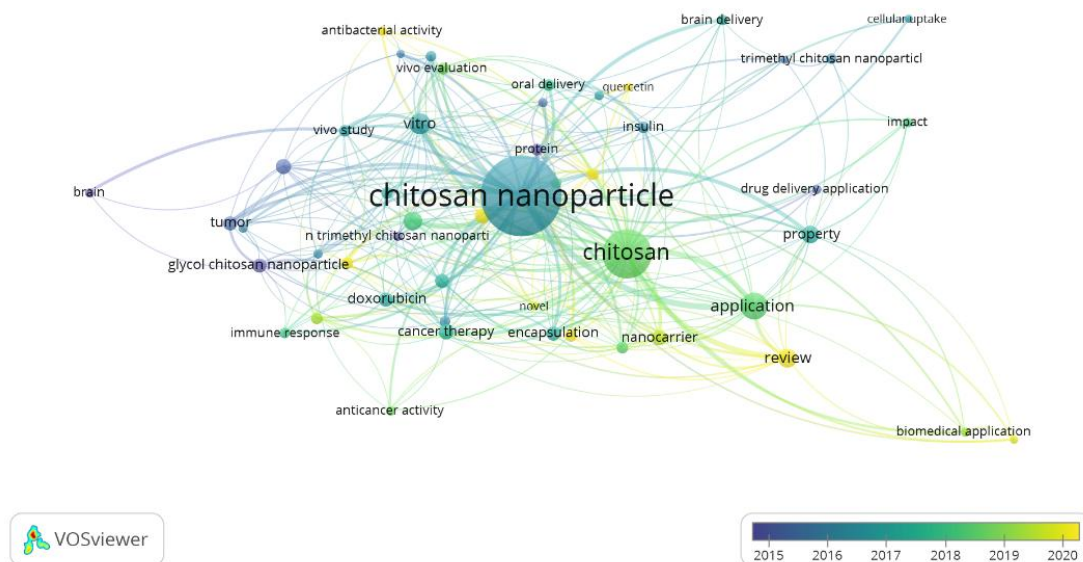 brain delivery
cellular uptake
antibacterial activity
trimethyl chitosan nanoparticl
vivo evaluation
oral delivery
quercetin
vivo study
vitro
insulin
impact
protein
brain
chitosan nanoparticle
drug delivery application
tumor
n trimethyl chitosan nanoparti
property
chitosan
glycol chitosan nanoparticle
doxorubicin
novel
application
immune response
cancer therapy
encapsulation
nanocarrier
review
anticancer activity
biomedical application
VOSviewer
2015 2016 2017 2018 2019 2020